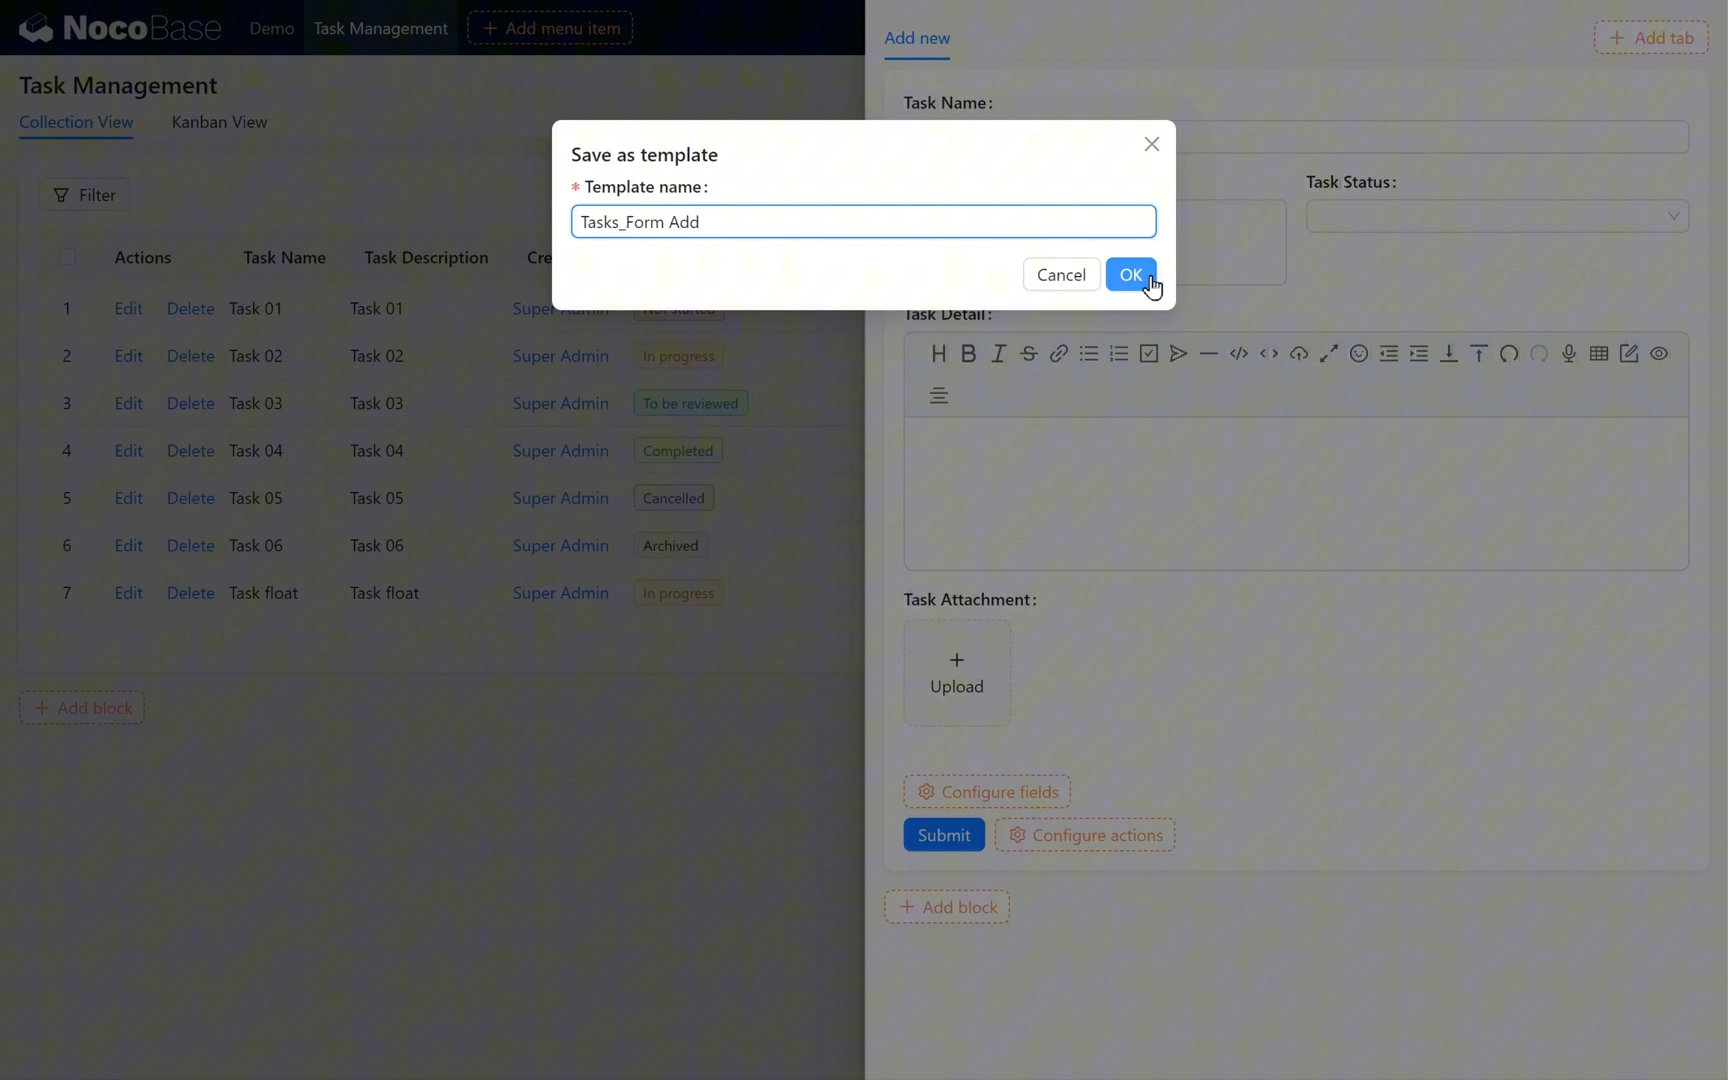 NocoBase
Demo
Task Management
+ Add menu item
Task Management
Collection View
Kanban View
Filter
Actions Task Name Task Description Cre
1 Edit Delete Task 01 Task 01 Super Admin Not started
2 Edit Delete Task 02 Task 02 Super Admin In progress
3 Edit Delete Task 03 Task 03 Super Admin To be reviewed
4 Edit Delete Task 04 Task 04 Super Admin Completed
5 Edit Delete Task 05 Task 05 Super Admin Cancelled
6 Edit Delete Task 06 Task 06 Super Admin Archived
7 Edit Delete Task float Task float Super Admin In progress
+ Add block
Save as template
* Template name:
Tasks_Form Add
Cancel
OK
Add new
+ Add tab
Task Name:
Task Status:
Task Detail:
Task Attachment:
+
Upload
Configure fields
Submit
Configure actions
+ Add block